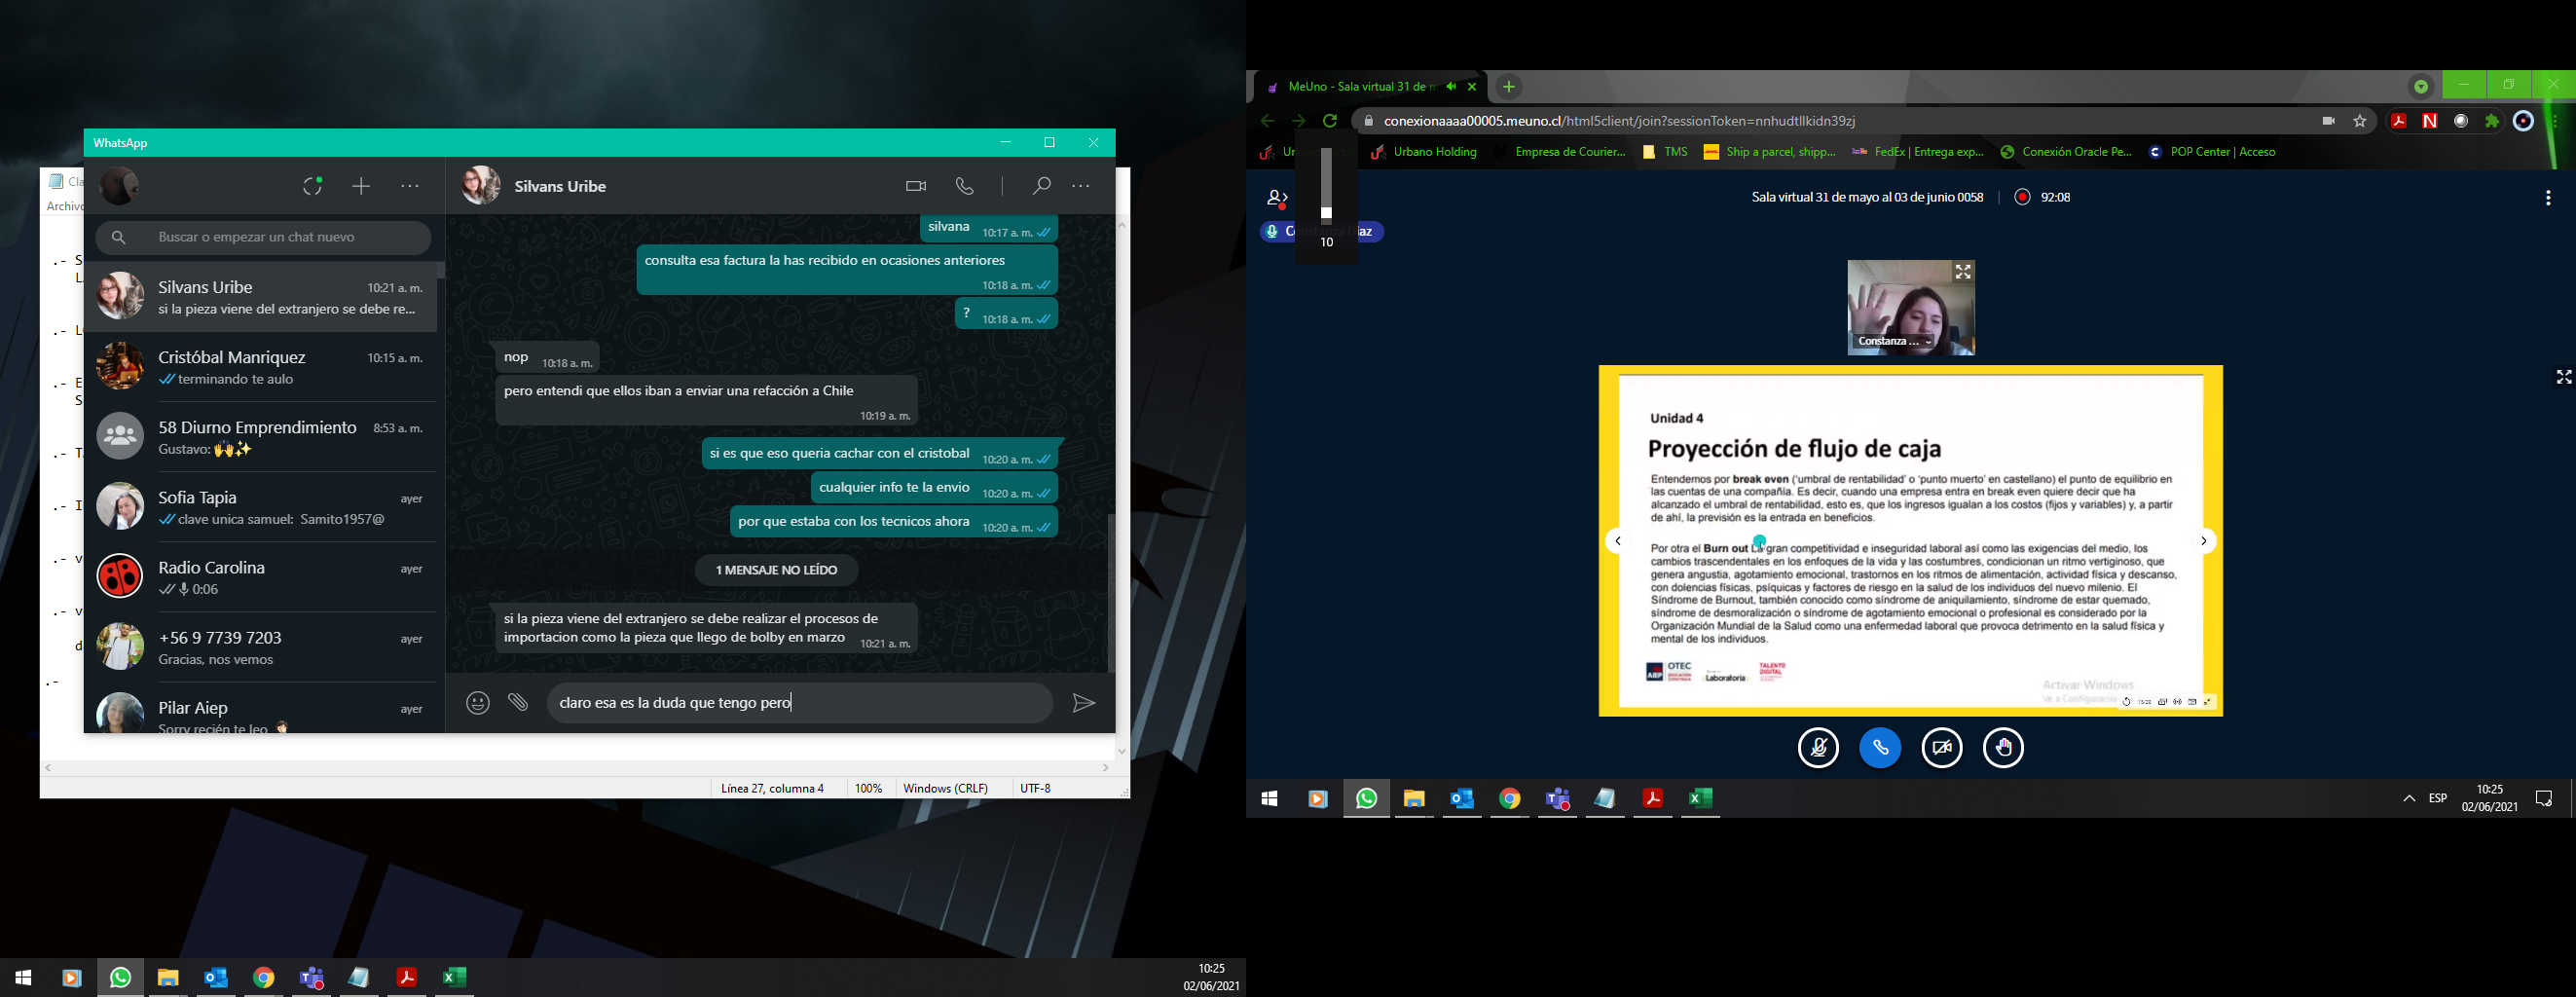 WhatsApp
Cla
Archivo
Buscar o empezar un chat nuevo
Silvans Uribe 10:21 a. m.
si la pieza viene del extranjero se debe re...
Cristóbal Manriquez 10:15 a. m.
terminando te aulo
58 Diurno Emprendimiento 8:53 a. m.
Gustavo: 🙌✨
Sofia Tapia ayer
clave unica samuel: Samito1957@
Radio Carolina ayer
0:06
+56 9 7739 7203 ayer
Gracias, nos vemos
Pilar Aiep ayer
Sorry recién te leo
Silvans Uribe
silvana 10:17 a. m.
consulta esa factura la has recibido en ocasiones anteriores
10:18 a. m.
? 10:18 a. m.
nop 10:18 a. m.
pero entendi que ellos iban a enviar una refacción a Chile
10:19 a. m.
si es que eso queria cachar con el cristobal 10:20 a. m.
cualquier info te la envio 10:20 a. m.
por que estaba con los tecnicos ahora 10:20 a. m.
1 MENSAJE NO LEÍDO
si la pieza viene del extranjero se debe realizar el procesos de
importacion como la pieza que llego de bolby en marzo 10:21 a. m.
claro esa es la duda que tengo pero
Línea 27, columna 4 100% Windows (CRLF) UTF-8
10:25
02/06/2021
MeUno - Sala virtual 31 de
conexionaaaa00005.meuno.cl/html5client/join?sessionToken=nnhudtllkidn39zj
Urbano Holding Empresa de Courier... TMS Ship a parcel, shipp... FedEx | Entrega exp... Conexión Oracle Pe... POP Center | Acceso
10
Sala virtual 31 de mayo al 03 de junio 0058 92:08
Constanza Diaz
Constanza ...
Unidad 4
Proyección de flujo de caja
Entendemos por break even ('umbral de rentabilidad' o 'punto muerto' en castellano) el punto de equilibrio en
las cuentas de una compañía. Es decir, cuando una empresa entra en break even quiere decir que ha
alcanzado el umbral de rentabilidad, esto es, que los ingresos igualan a los costos (fijos y variables) y, a partir
de ahí, la previsión es la entrada en beneficios.
Por otra el Burn out La gran competitividad e inseguridad laboral así como las exigencias del medio, los
cambios trascendentales en los enfoques de la vida y las costumbres, condicionan un ritmo vertiginoso, que
genera angustia, agotamiento emocional, trastornos en los ritmos de alimentación, actividad física y descanso,
con dolencias físicas, psíquicas y factores de riesgo en la salud de los individuos del nuevo milenio. El
Síndrome de Burnout, también conocido como síndrome de aniquilamiento, síndrome de estar quemado,
síndrome de desmoralización o síndrome de agotamiento emocional o profesional es considerado por la
Organización Mundial de la Salud como una enfermedad laboral que provoca detrimento en la salud física y
mental de los individuos.
AIEP OTEC Laboratoria TALENTO
DIGITAL
Activar Windows
Ve a Configuración
ESP
10:25
02/06/2021